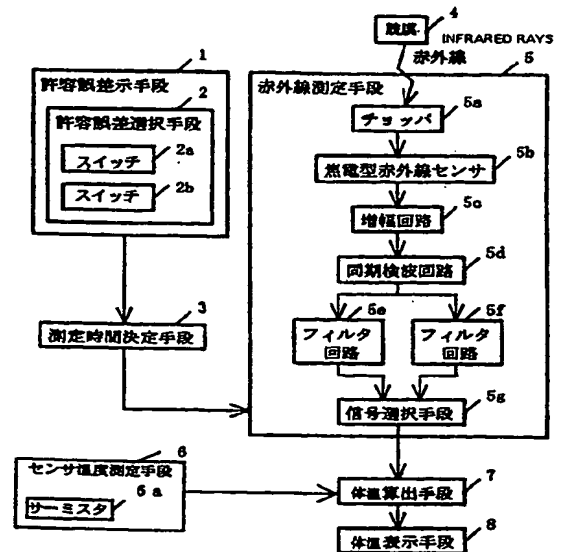 4
鼓膜
INFRARED RAYS
赤外線
1
許容誤差示手段
2
許容誤差選択手段
2a
スイッチ
2b
スイッチ
3
測定時間決定手段
5
赤外線測定手段
5a
チョッパ
5b
焦電型赤外線センサ
5c
増幅回路
5d
同期検波回路
5e
フィルタ
回路
5f
フィルタ
回路
5g
信号選択手段
6
センサ温度測定手段
6a
サーミスタ
7
体温算出手段
8
体温表示手段